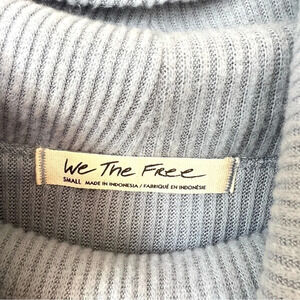 We The Free
SMALL MADE IN INDONESIA / FABRIQUÉ EN INDONÉSIE